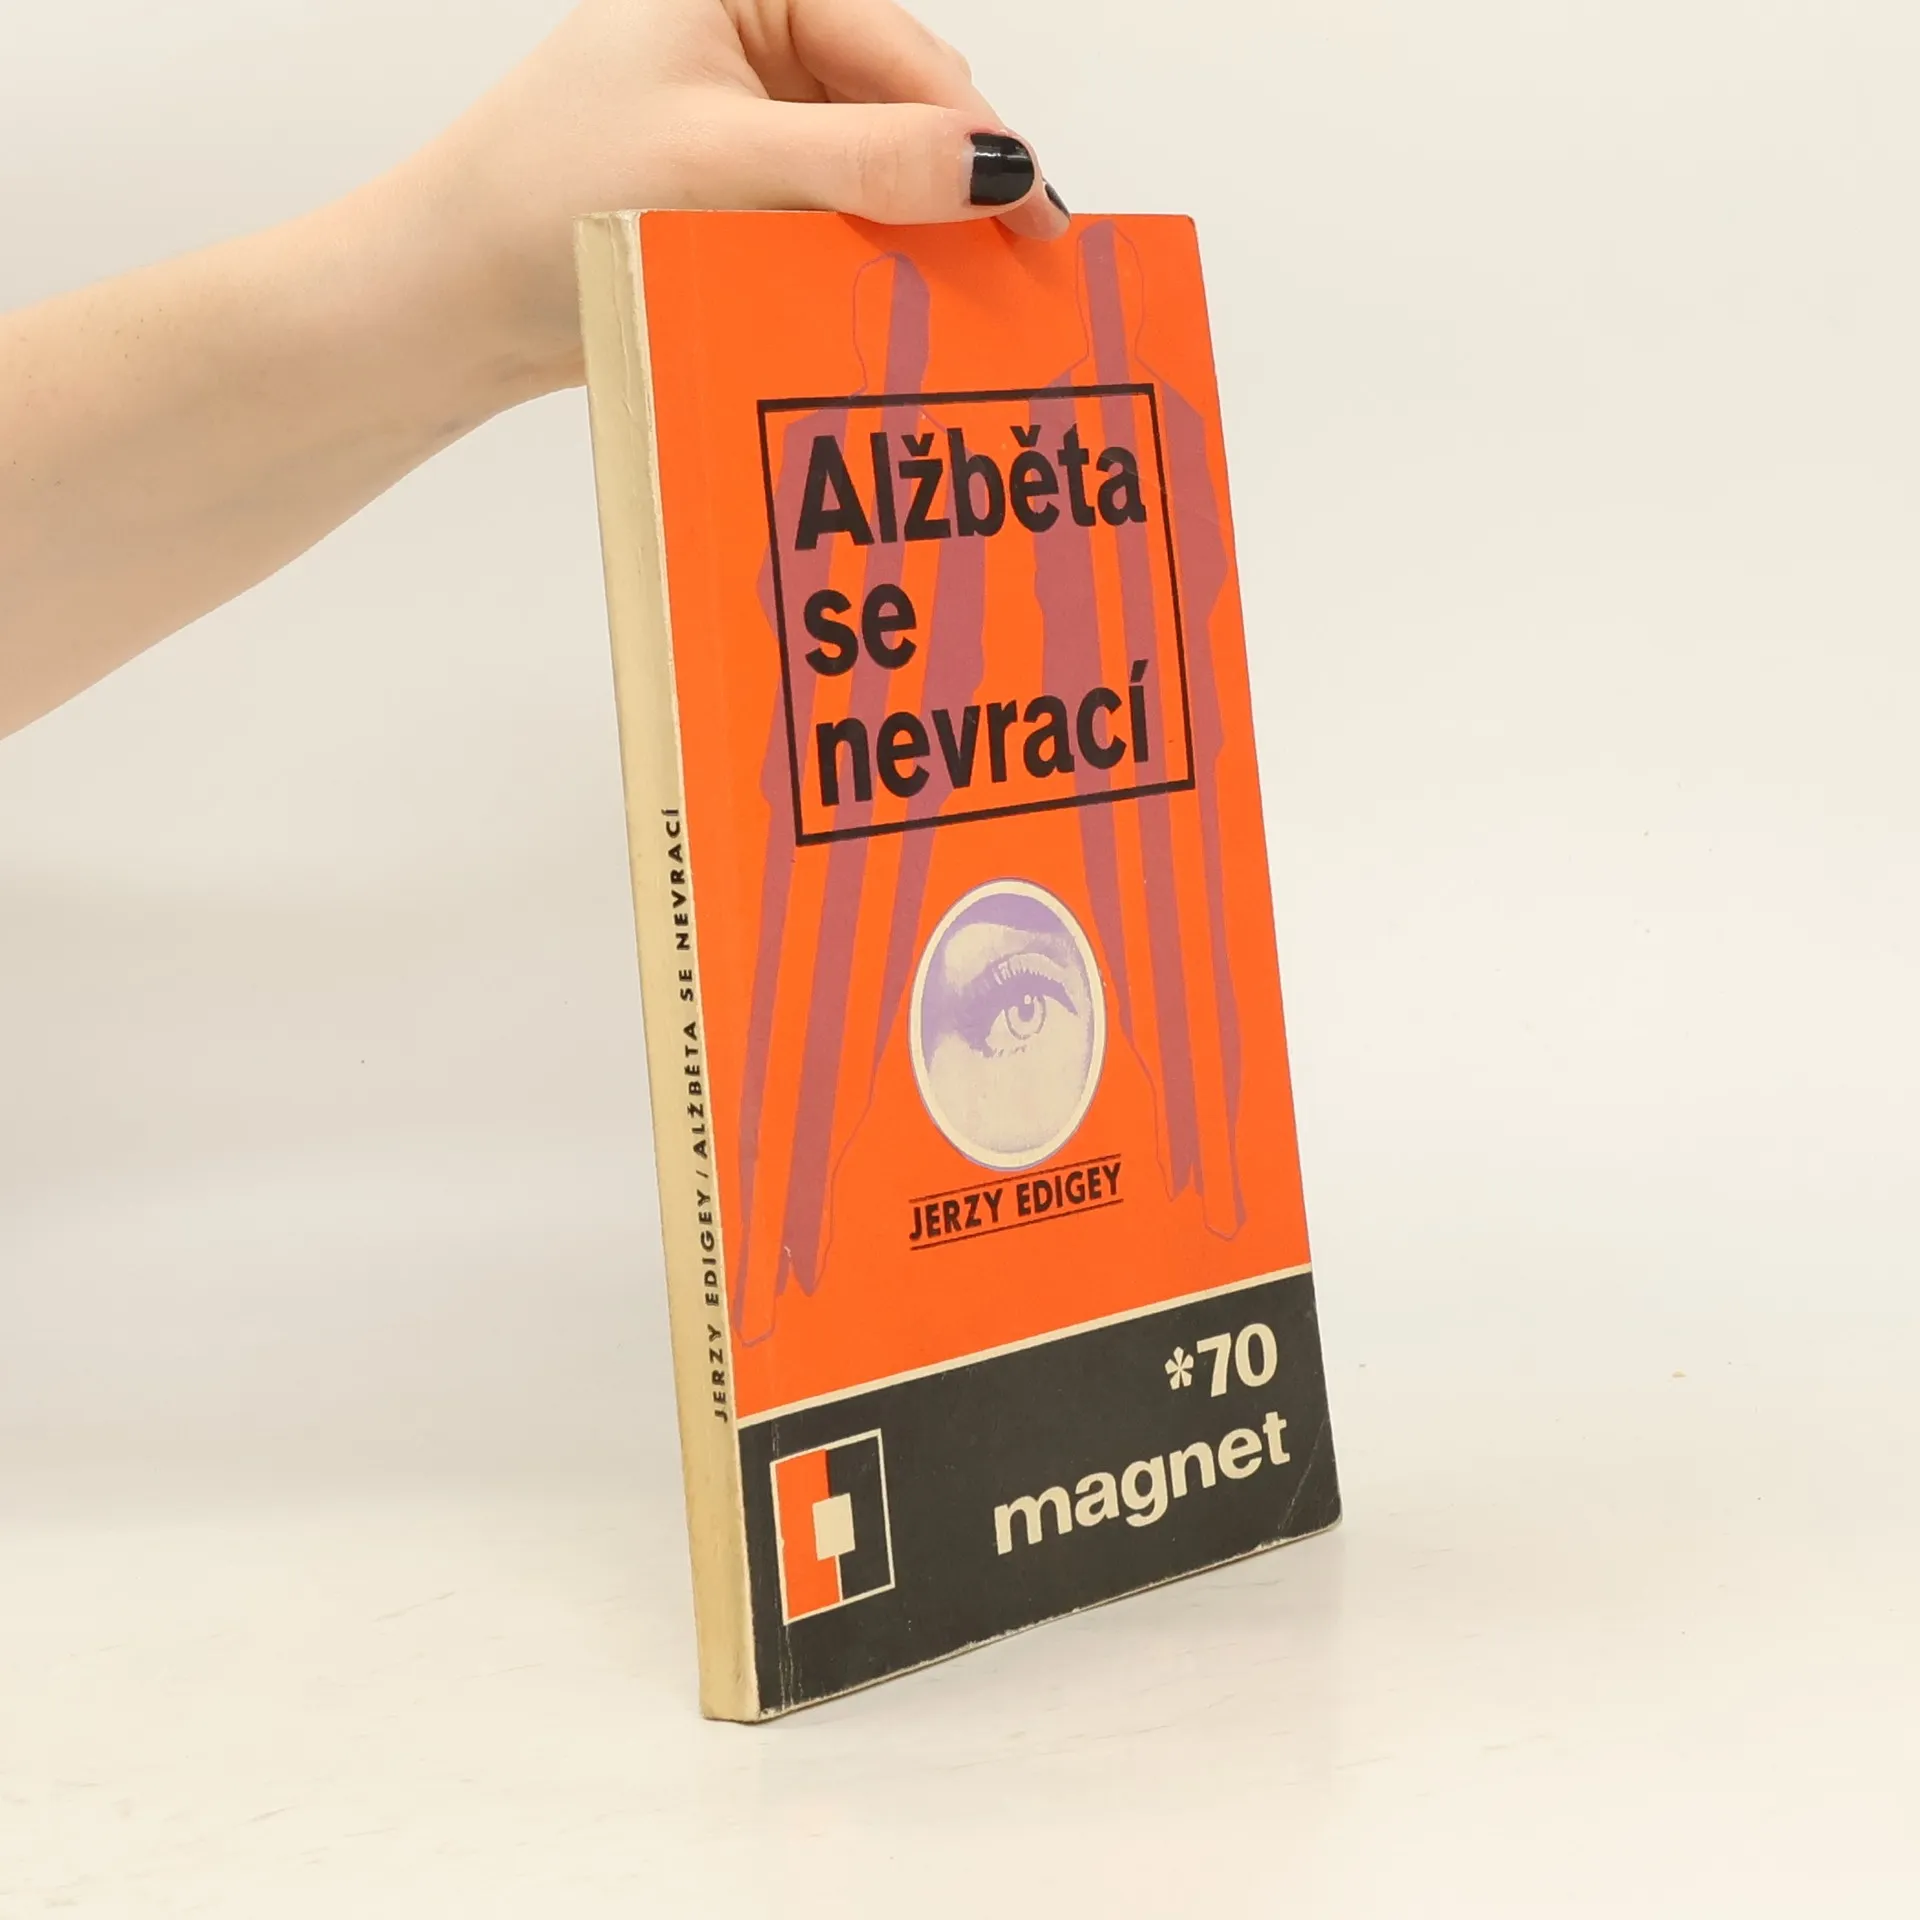 Alžběta
se
nevrací
JERZY EDIGEY
*70
magnet
JERZY EDIGEY / ALŽBĚTA SE NEVRACÍ